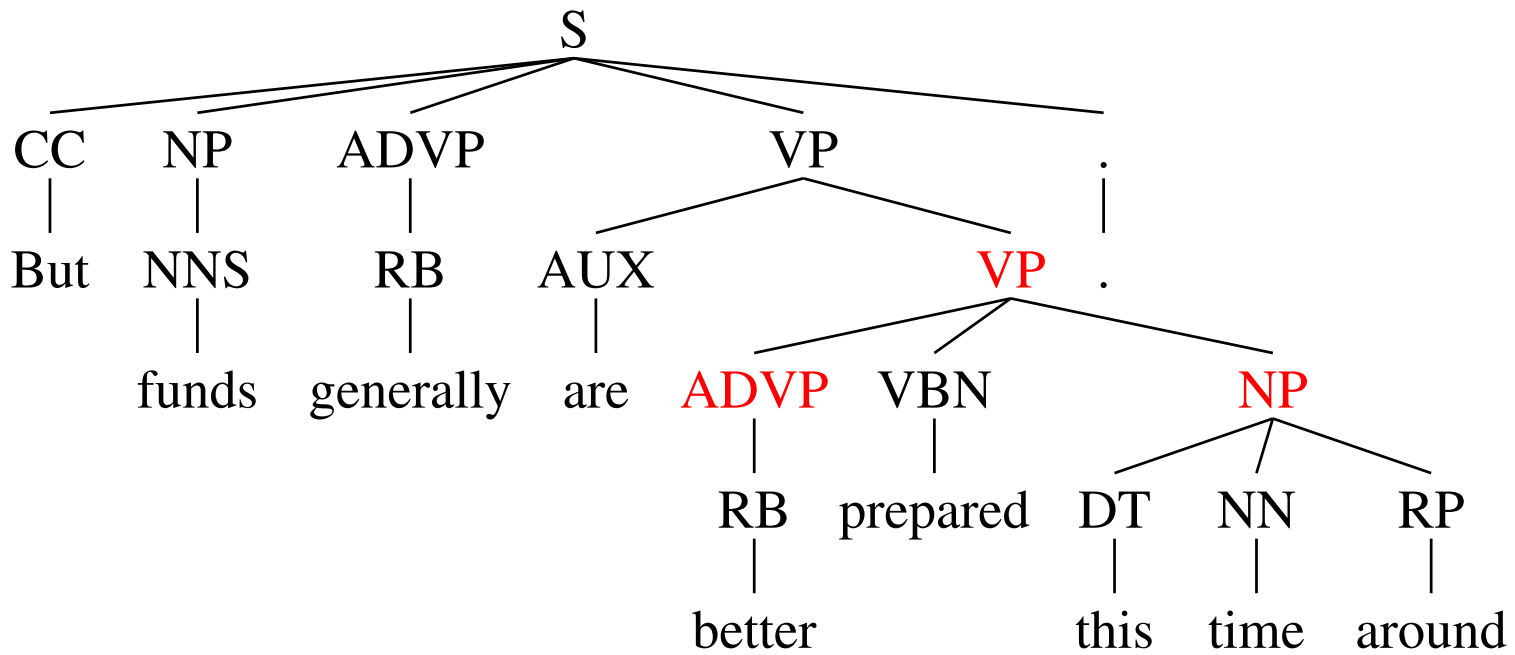 S
CC NP ADVP VP .
But NNS RB AUX VP .
funds generally are ADVP VBN NP
RB prepared DT NN RP
better this time around